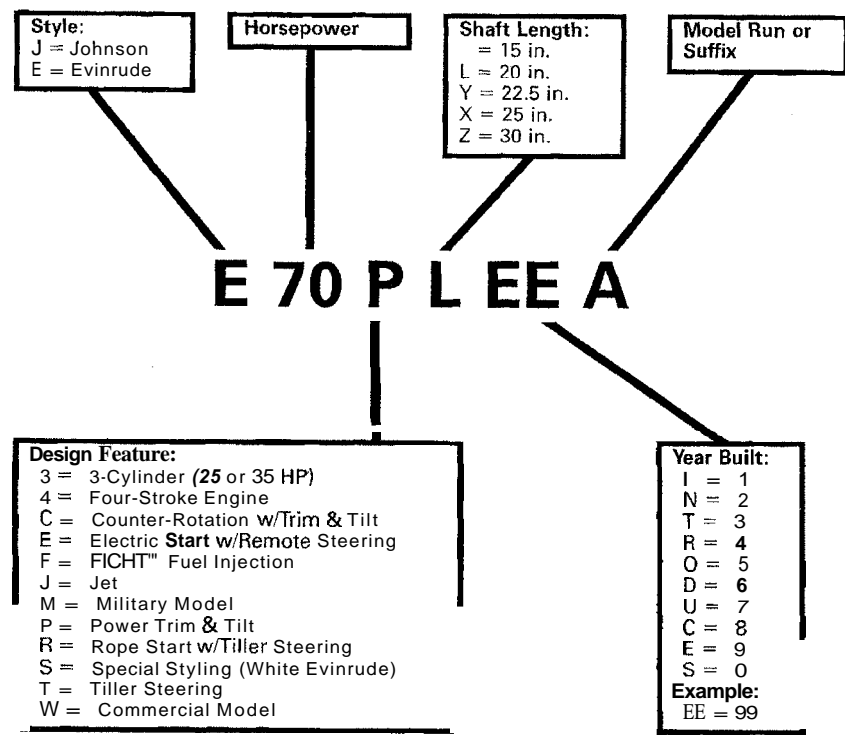 Style:
J = Johnson
E = Evinrude
Horsepower
Shaft Length:
= 15 in.
L = 20 in.
Y = 22.5 in.
X = 25 in.
Z = 30 in.
Model Run or
Suffix
E 70 P L EE A
Design Feature:
3 = 3-Cylinder (25 or 35 HP)
4 = Four-Stroke Engine
C = Counter-Rotation w/Trim & Tilt
E = Electric Start w/Remote Steering
F = FICHT''' Fuel Injection
J = Jet
M = Military Model
P = Power Trim & Tilt
R = Rope Start w/Tiller Steering
S = Special Styling (White Evinrude)
T = Tiller Steering
W = Commercial Model
Year Built:
I = 1
N = 2
T = 3
R = 4
O = 5
D = 6
U = 7
C = 8
E = 9
S = 0
Example:
EE = 99